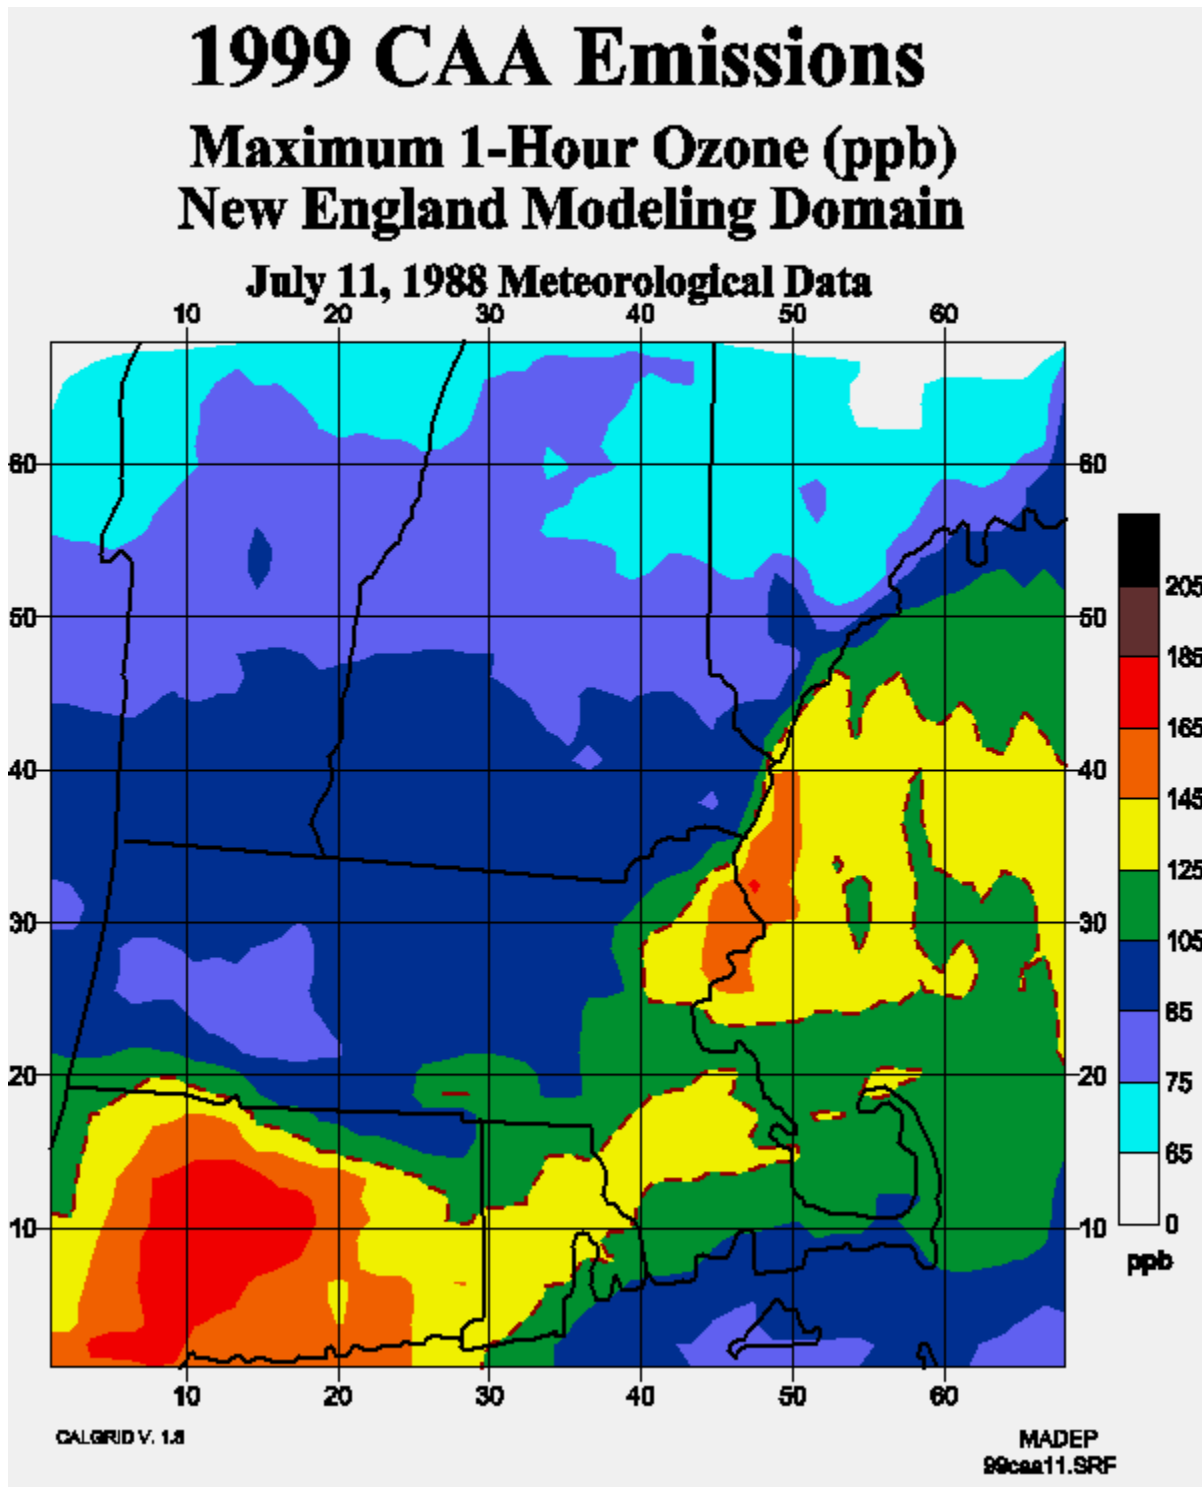 1999 CAA Emissions
Maximum 1-Hour Ozone (ppb)
New England Modeling Domain
July 11, 1988 Meteorological Data
10 20 30 40 50 60
60 60
50 50
40 40
30 30
20 20
10 10
10 20 30 40 50 60
205
185
165
145
125
105
85
75
65
0
ppb
CALGRID V. 1.6
MADEP
99caa11.SRF